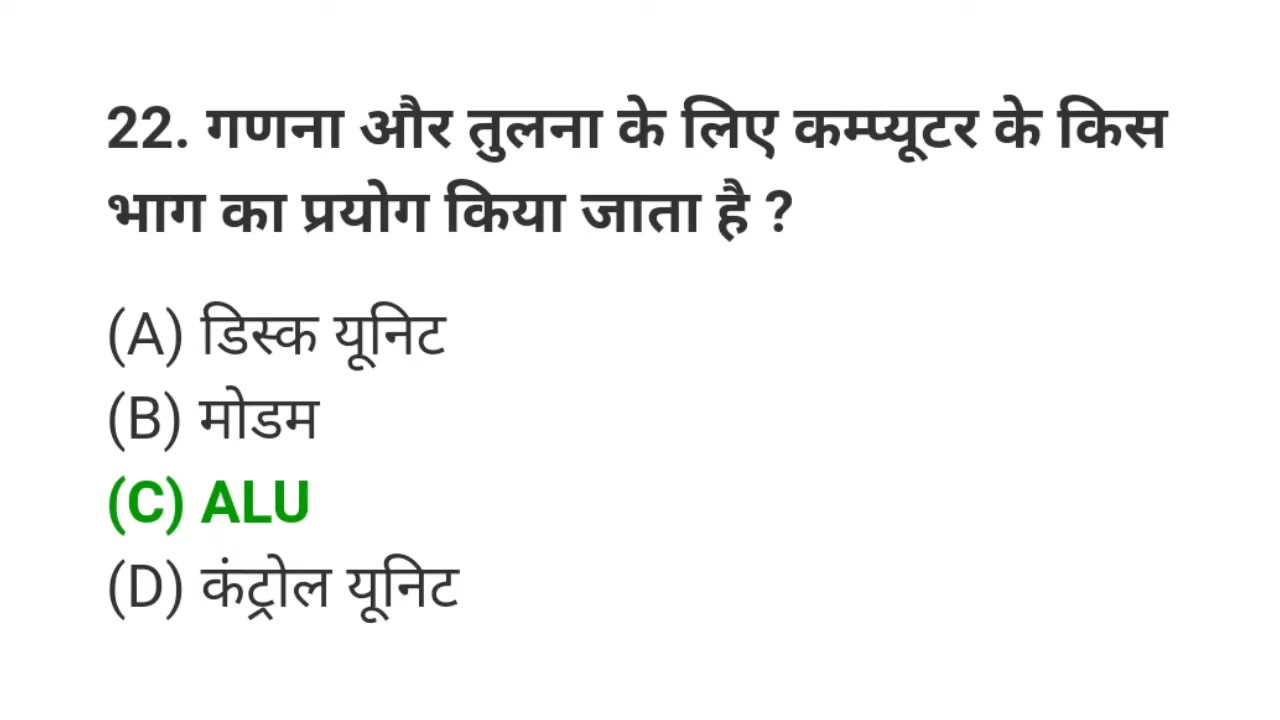 22. गणना और तुलना के लिए कम्प्यूटर के किस
भाग का प्रयोग किया जाता है ?
(A) डिस्क यूनिट
(B) मोडम
(C) ALU
(D) कंट्रोल यूनिट